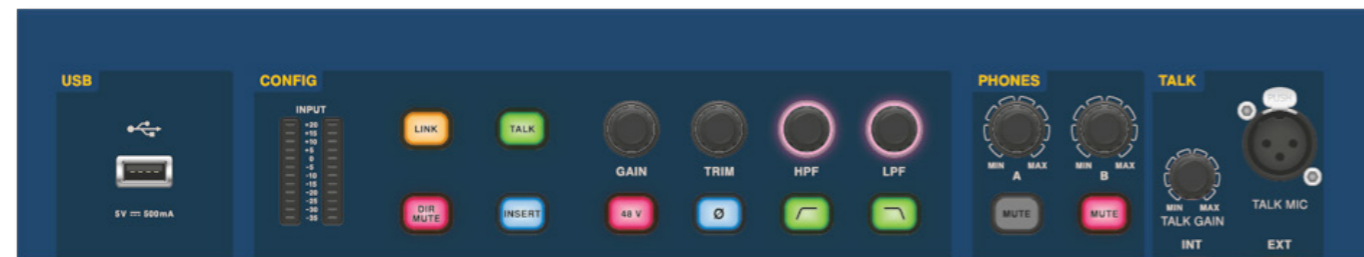 USB
5V ⎓ 500mA
CONFIG
INPUT
+20
+15
+10
+5
0
-5
-10
-15
-20
-25
-30
-35
LINK
TALK
DIR
MUTE
INSERT
GAIN
TRIM
HPF
LPF
48 V
Ø
PHONES
MIN MAX
A
MIN MAX
B
MUTE
MUTE
TALK
PUSH
MIN MAX
TALK GAIN
TALK MIC
INT
EXT